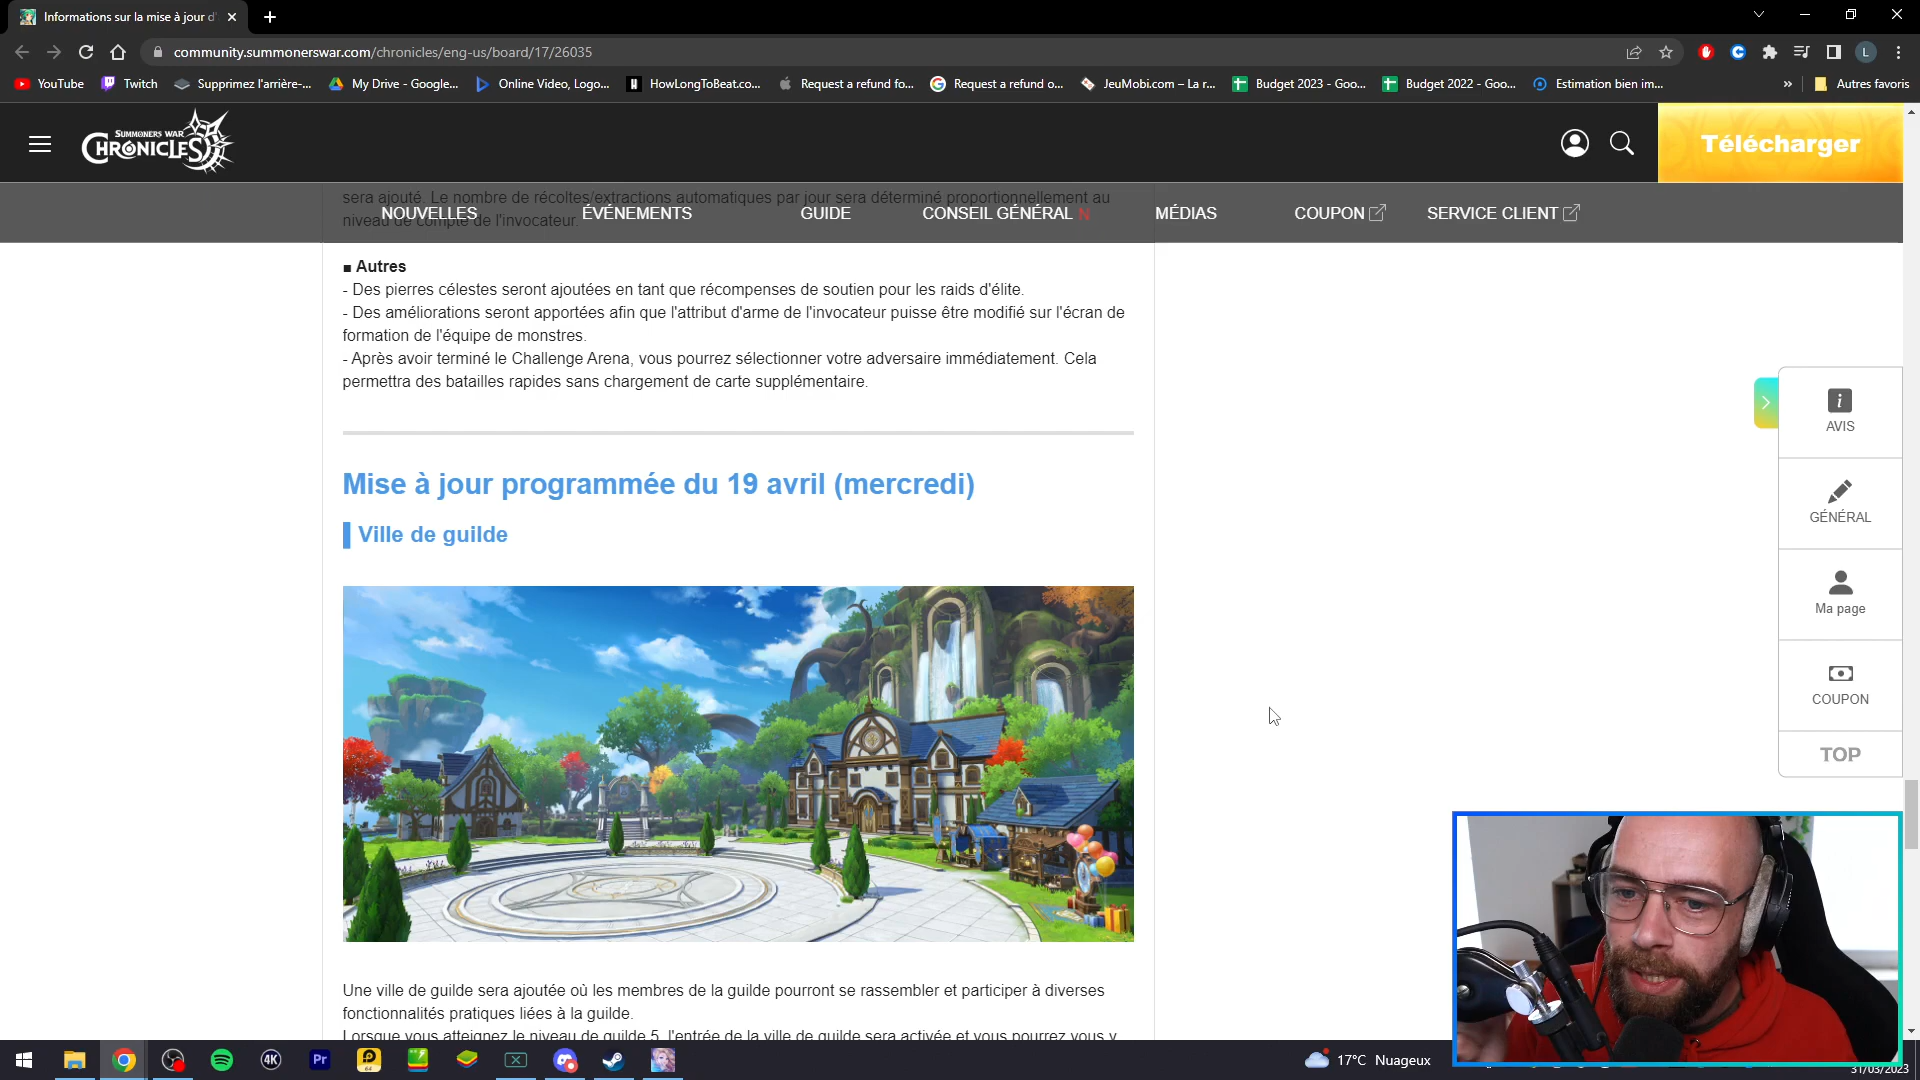 Informations sur la mise à jour d'
community.summonerswar.com/chronicles/eng-us/board/17/26035
L
YouTube
Twitch
Supprimez l'arrière-...
My Drive - Google...
Online Video, Logo...
HowLongToBeat.co...
Request a refund fo...
Request a refund o...
JeuMobi.com – La r...
Budget 2023 - Goo...
Budget 2022 - Goo...
Estimation bien im...
»
Autres favoris
SUMMONERS WAR
CHRONICLES
Télécharger
sera ajouté. Le nombre de récoltes/extractions automatiques par jour sera déterminé proportionnellement au
niveau de compte de l'invocateur.
NOUVELLES
ÉVÉNEMENTS
GUIDE
CONSEIL GÉNÉRAL N
MÉDIAS
COUPON
SERVICE CLIENT
■ Autres
- Des pierres célestes seront ajoutées en tant que récompenses de soutien pour les raids d'élite.
- Des améliorations seront apportées afin que l'attribut d'arme de l'invocateur puisse être modifié sur l'écran de
formation de l'équipe de monstres.
- Après avoir terminé le Challenge Arena, vous pourrez sélectionner votre adversaire immédiatement. Cela
permettra des batailles rapides sans chargement de carte supplémentaire.
Mise à jour programmée du 19 avril (mercredi)
Ville de guilde
Une ville de guilde sera ajoutée où les membres de la guilde pourront se rassembler et participer à diverses
fonctionnalités pratiques liées à la guilde.
Lorsque vous atteignez le niveau de guilde 5, l'entrée de la ville de guilde sera activée et vous pourrez vous y
AVIS
GÉNÉRAL
Ma page
COUPON
TOP
4K
Pr
64
17°C Nuageux
31/03/2023